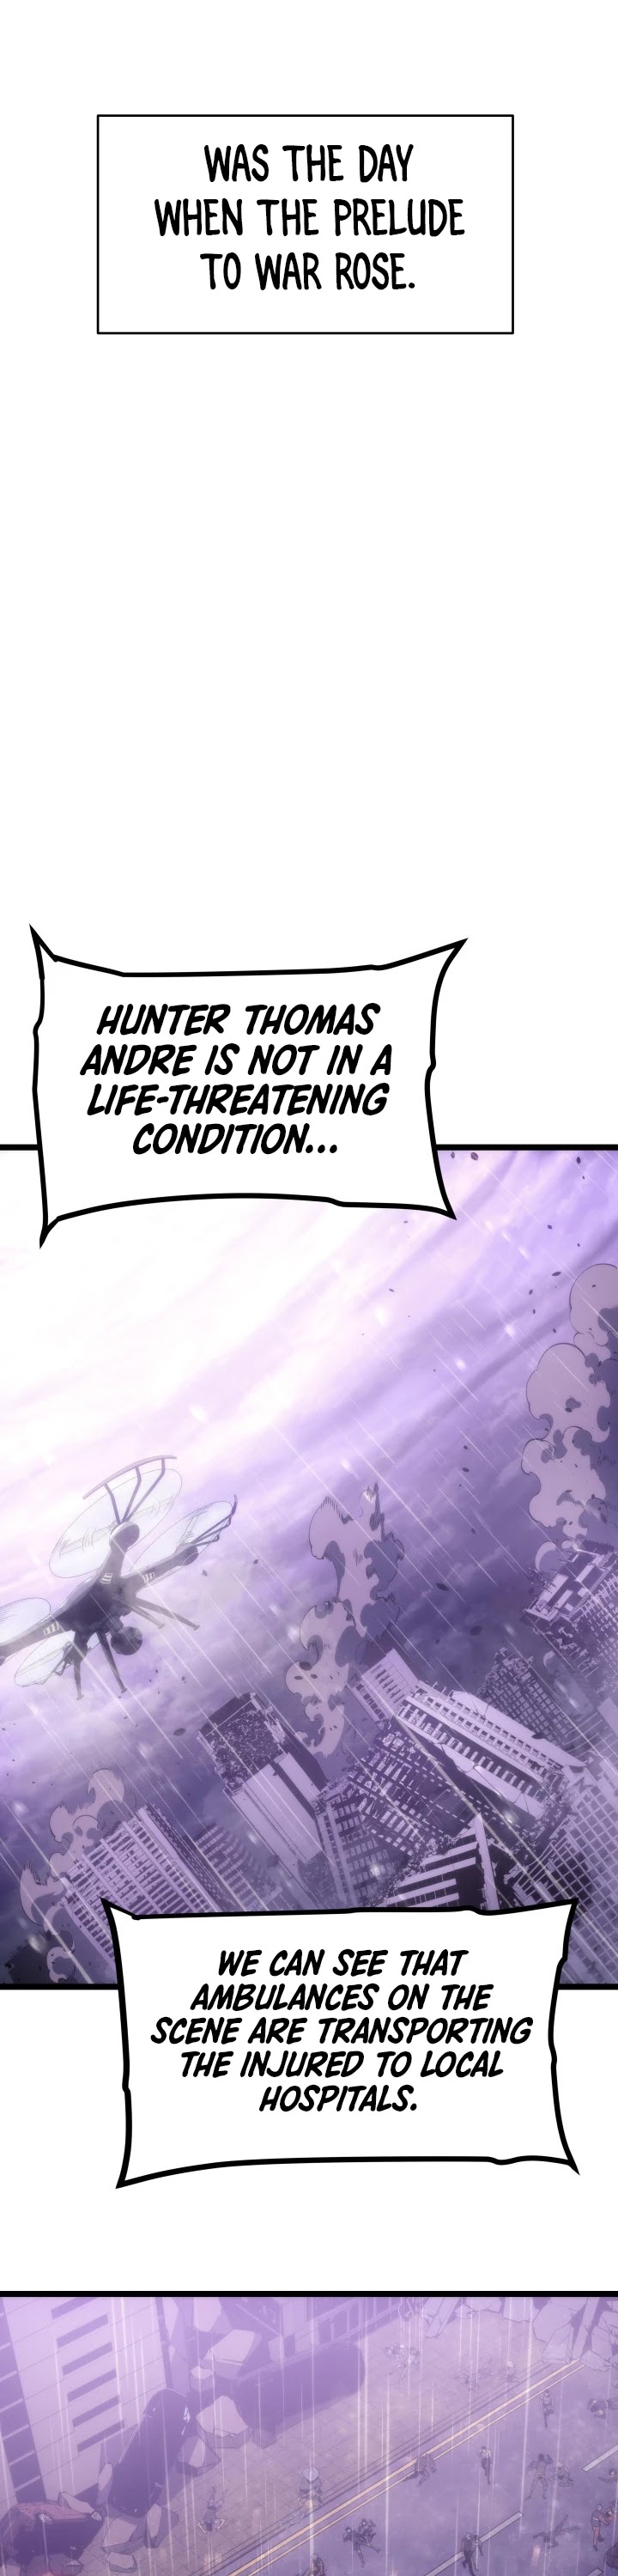 WAS THE DAY
WHEN THE PRELUDE
TO WAR ROSE.
HUNTER THOMAS
ANDRE IS NOT IN A
LIFE-THREATENING
CONDITION...
WE CAN SEE THAT
AMBULANCES ON THE
SCENE ARE TRANSPORTING
THE INJURED TO LOCAL
HOSPITALS.